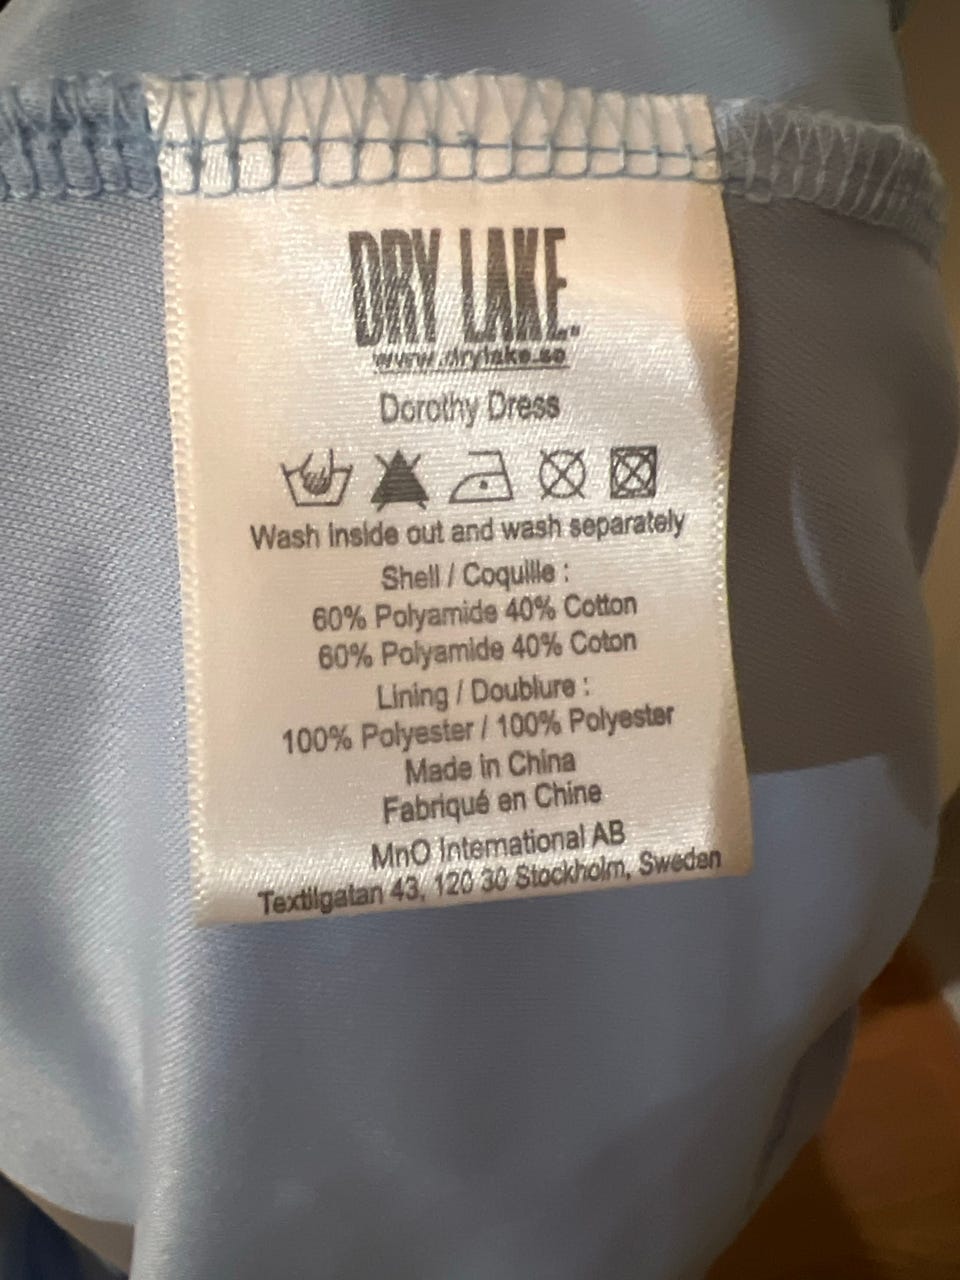 DRY LAKE.
www.drylake.se
Dorothy Dress
Wash inside out and wash separately
Shell / Coquille :
60% Polyamide 40% Cotton
60% Polyamide 40% Coton
Lining / Doublure :
100% Polyester / 100% Polyester
Made in China
Fabriqué en Chine
MnO International AB
Textilgatan 43, 120 30 Stockholm, Sweden